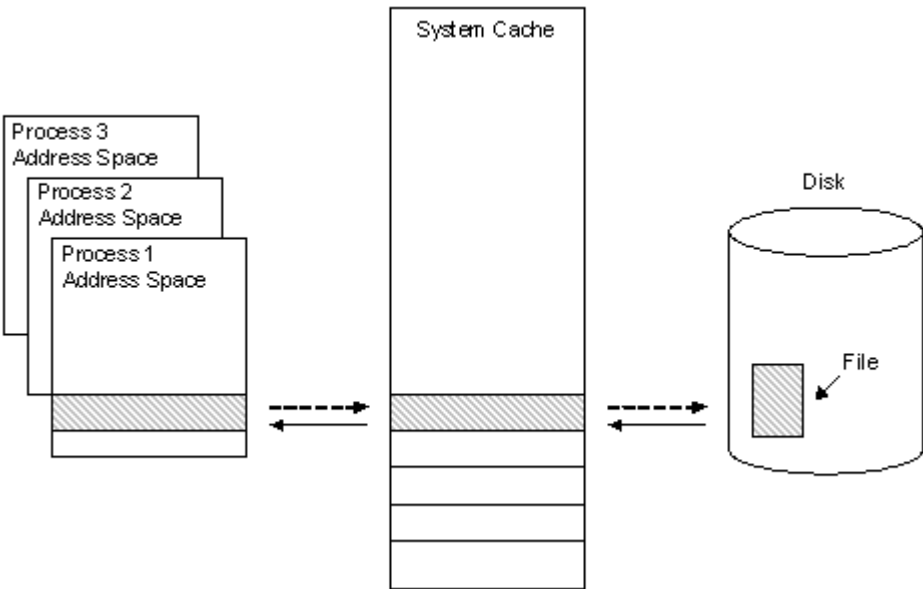 System Cache
Process 3
Address Space
Process 2
Address Space
Process 1
Address Space
Disk
File